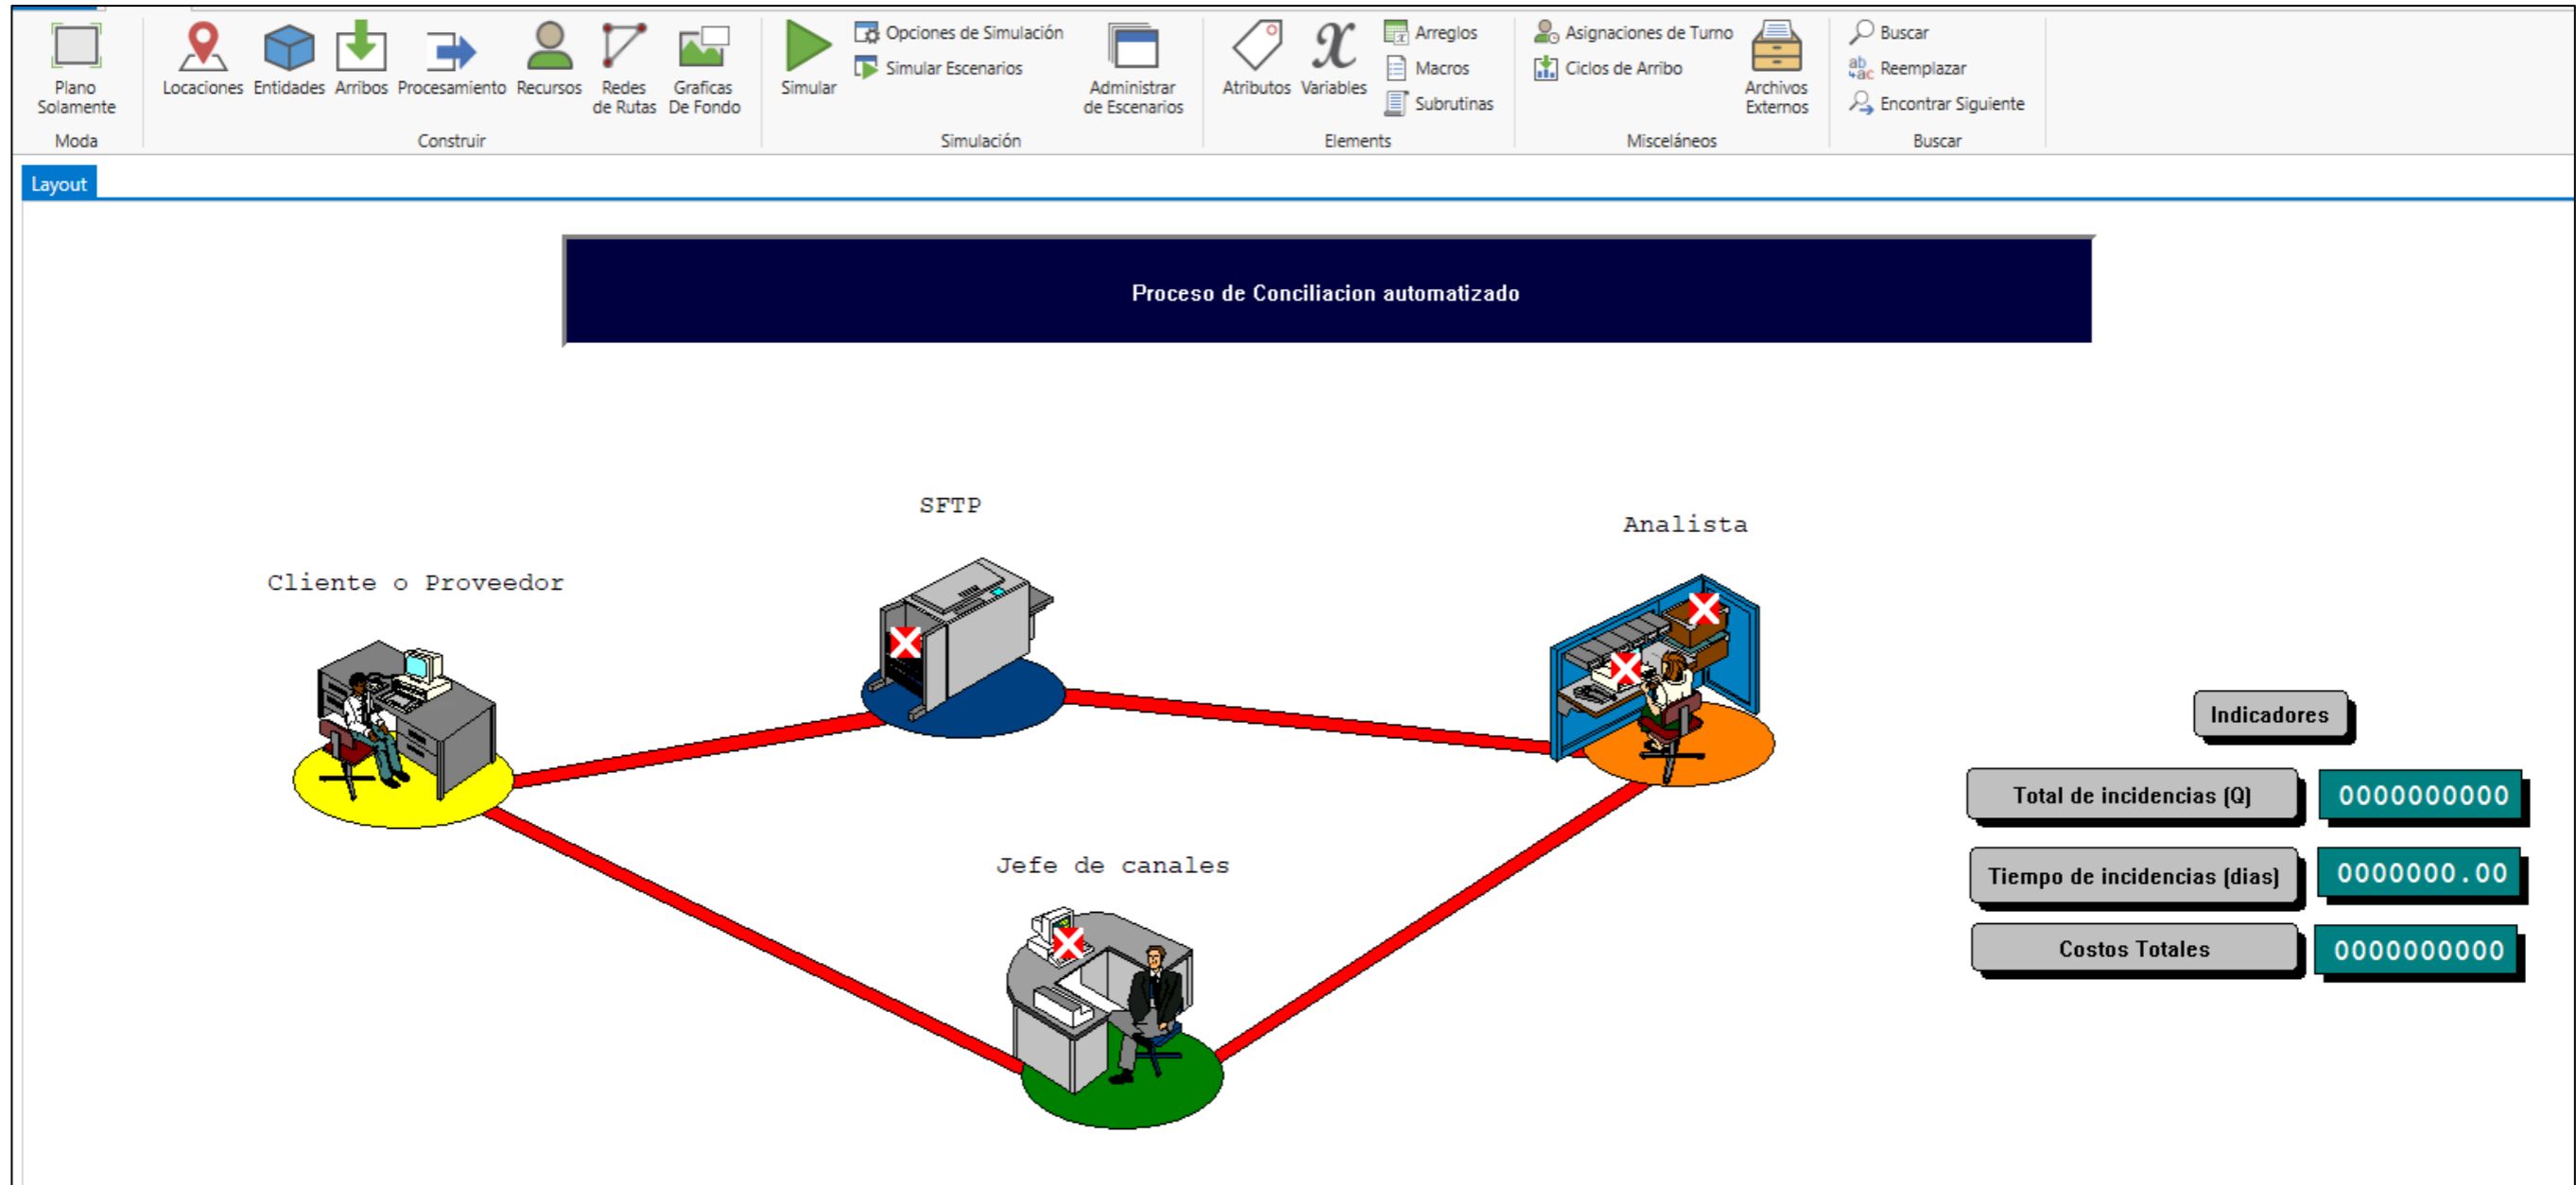 Plano
Solamente
Moda
Locaciones
Entidades
Arribos
Procesamiento
Recursos
Redes
de Rutas
Graficas
De Fondo
Construir
Simular
Opciones de Simulación
Simular Escenarios
Administrar
de Escenarios
Simulación
Atributos
Variables
Arreglos
Macros
Subrutinas
Elements
Asignaciones de Turno
Ciclos de Arribo
Archivos
Externos
Misceláneos
Buscar
Reemplazar
Encontrar Siguiente
Buscar
Layout
Proceso de Conciliacion automatizado
SFTP
Analista
Cliente o Proveedor
Jefe de canales
Indicadores
Total de incidencias (Q)
0000000000
Tiempo de incidencias (dias)
0000000.00
Costos Totales
0000000000